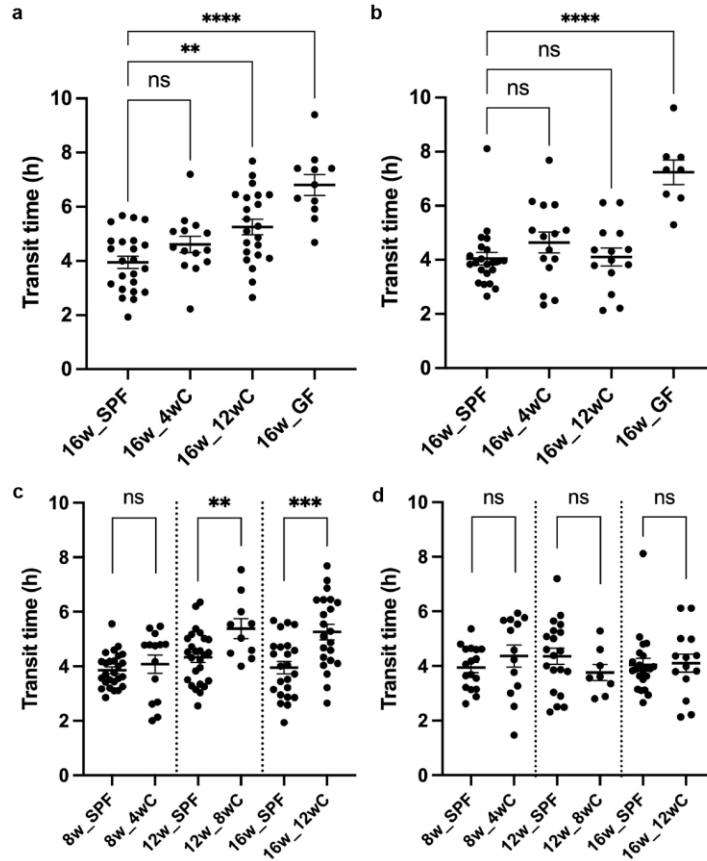 a
****
**
ns
Transit time (h)
10
8
6
4
2
0
16w_SPF
16w_4wC
16w_12wC
16w_GF
b
****
ns
ns
Transit time (h)
10
8
6
4
2
0
16w_SPF
16w_4wC
16w_12wC
16w_GF
c
ns
**
***
Transit time (h)
10
8
6
4
2
0
8w_SPF
8w_4wC
12w_SPF
12w_8wC
16w_SPF
16w_12wC
d
ns
ns
ns
Transit time (h)
10
8
6
4
2
0
8w_SPF
8w_4wC
12w_SPF
12w_8wC
16w_SPF
16w_12wC